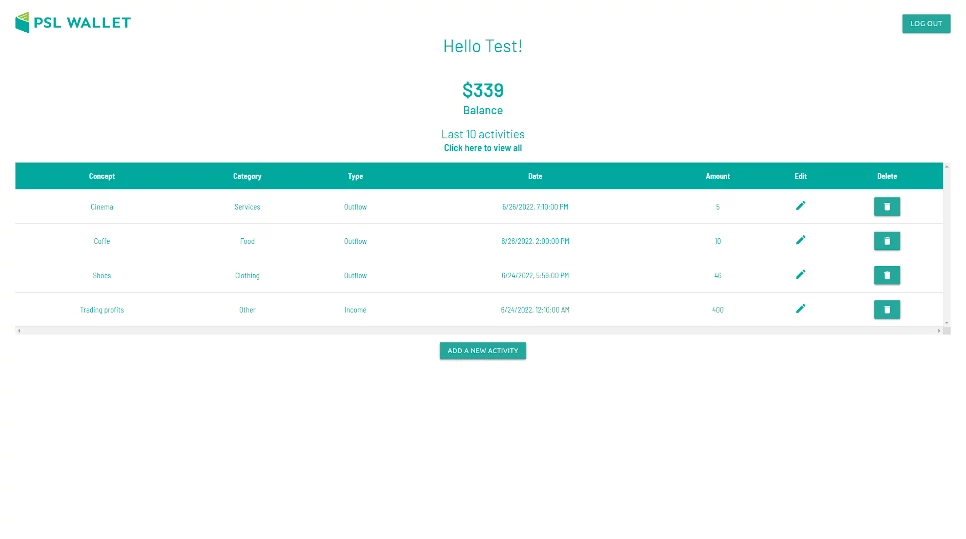 PSL WALLET
LOG OUT
Hello Test!
$339
Balance
Last 10 activities
Click here to view all
Concept Category Type Date Amount Edit Delete
Cinema Services Outflow 6/26/2022, 7:10:00 PM 5
Coffe Food Outflow 6/26/2022, 2:00:00 PM 10
Shoes Clothing Outflow 6/24/2022, 5:59:00 PM 46
Trading profits Other Income 6/24/2022, 12:10:00 AM 400
ADD A NEW ACTIVITY